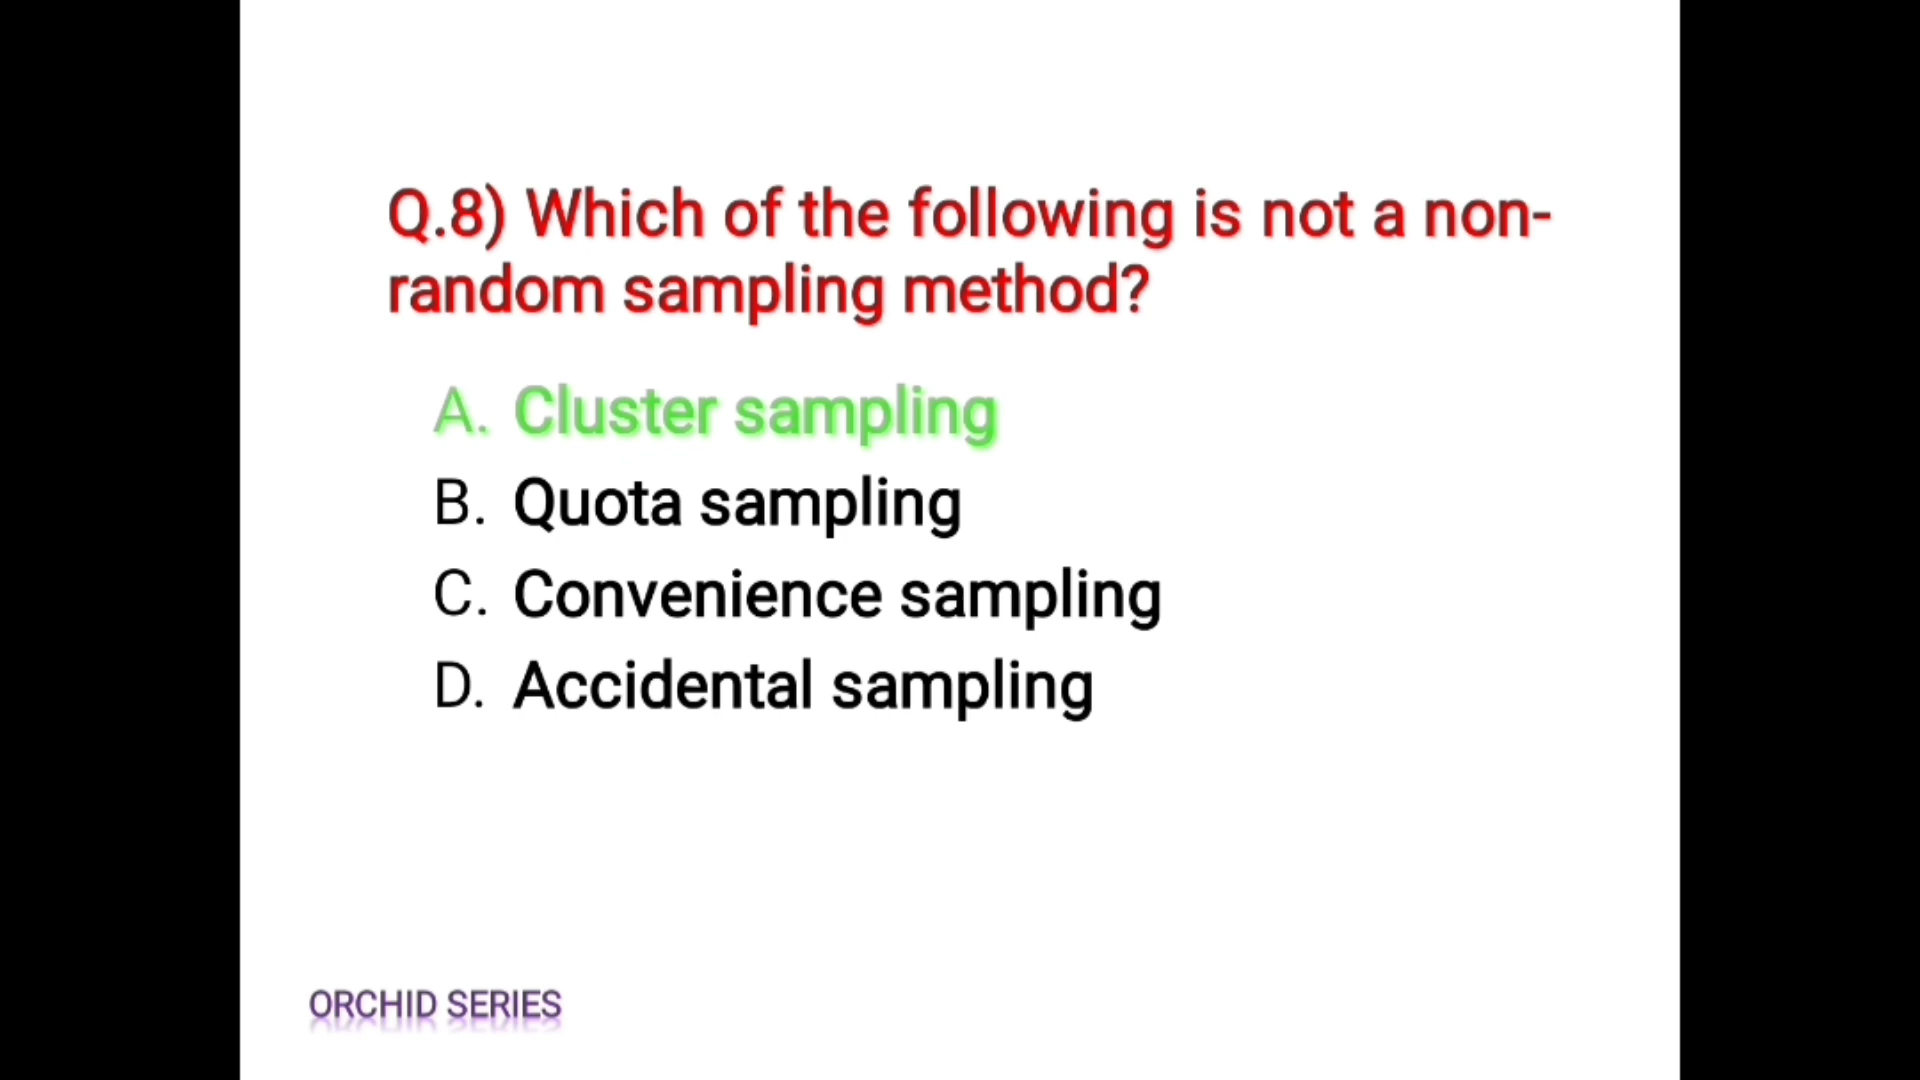 Q.8) Which of the following is not a non-
random sampling method?
A. Cluster sampling
B. Quota sampling
C. Convenience sampling
D. Accidental sampling
ORCHID SERIES